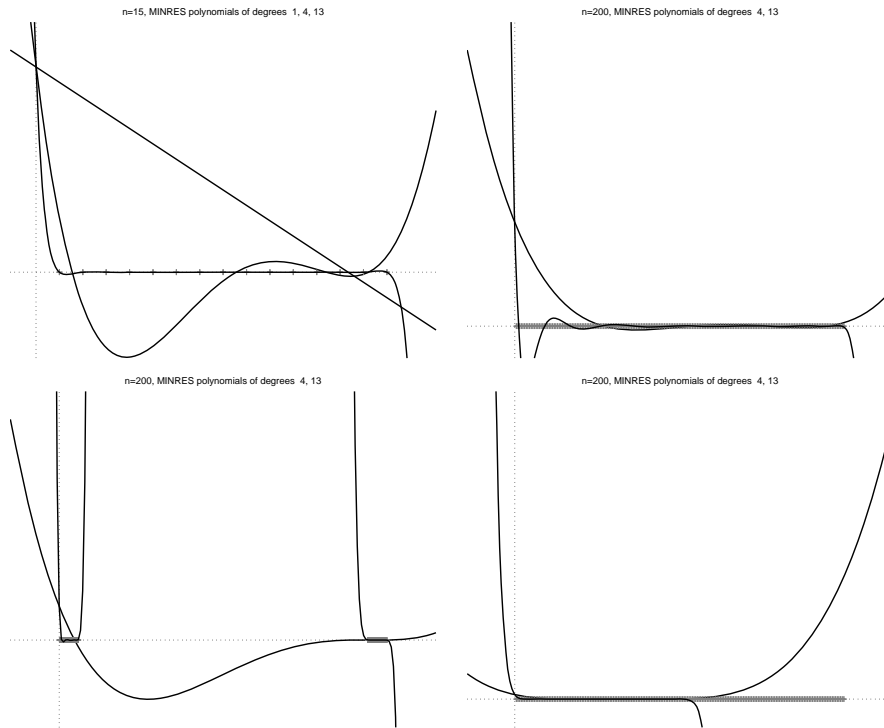 n=15, MINRES polynomials of degrees  1, 4, 13
n=200, MINRES polynomials of degrees  4, 13
n=200, MINRES polynomials of degrees  4, 13
n=200, MINRES polynomials of degrees  4, 13